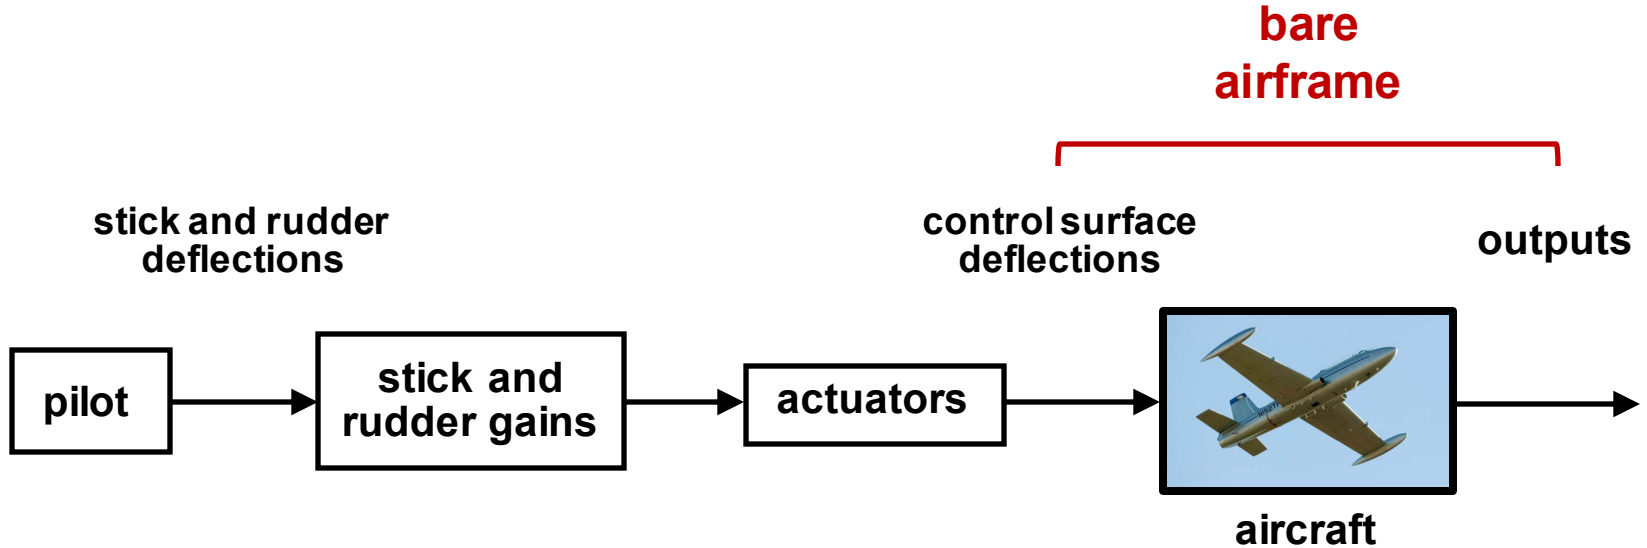 bare
airframe
stick and rudder
deflections
control surface
deflections
outputs
pilot
stick and
rudder gains
actuators
aircraft